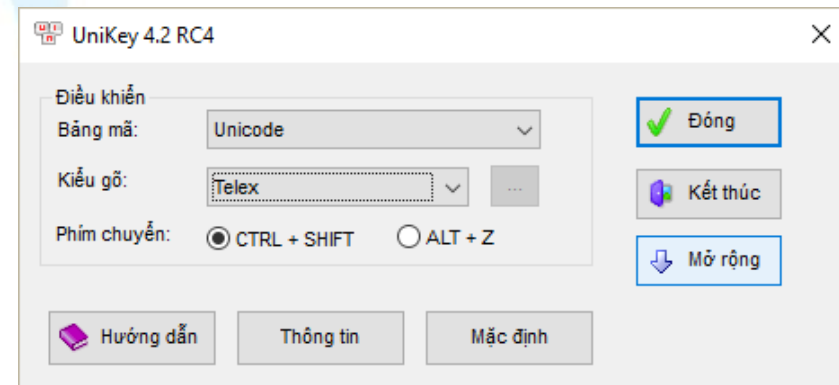 UniKey 4.2 RC4
Điều khiển
Bảng mã: Unicode
Đóng
Kiểu gõ: Telex ...
Kết thúc
Phím chuyển: CTRL + SHIFT ALT + Z
Mở rộng
Hướng dẫn Thông tin Mặc định